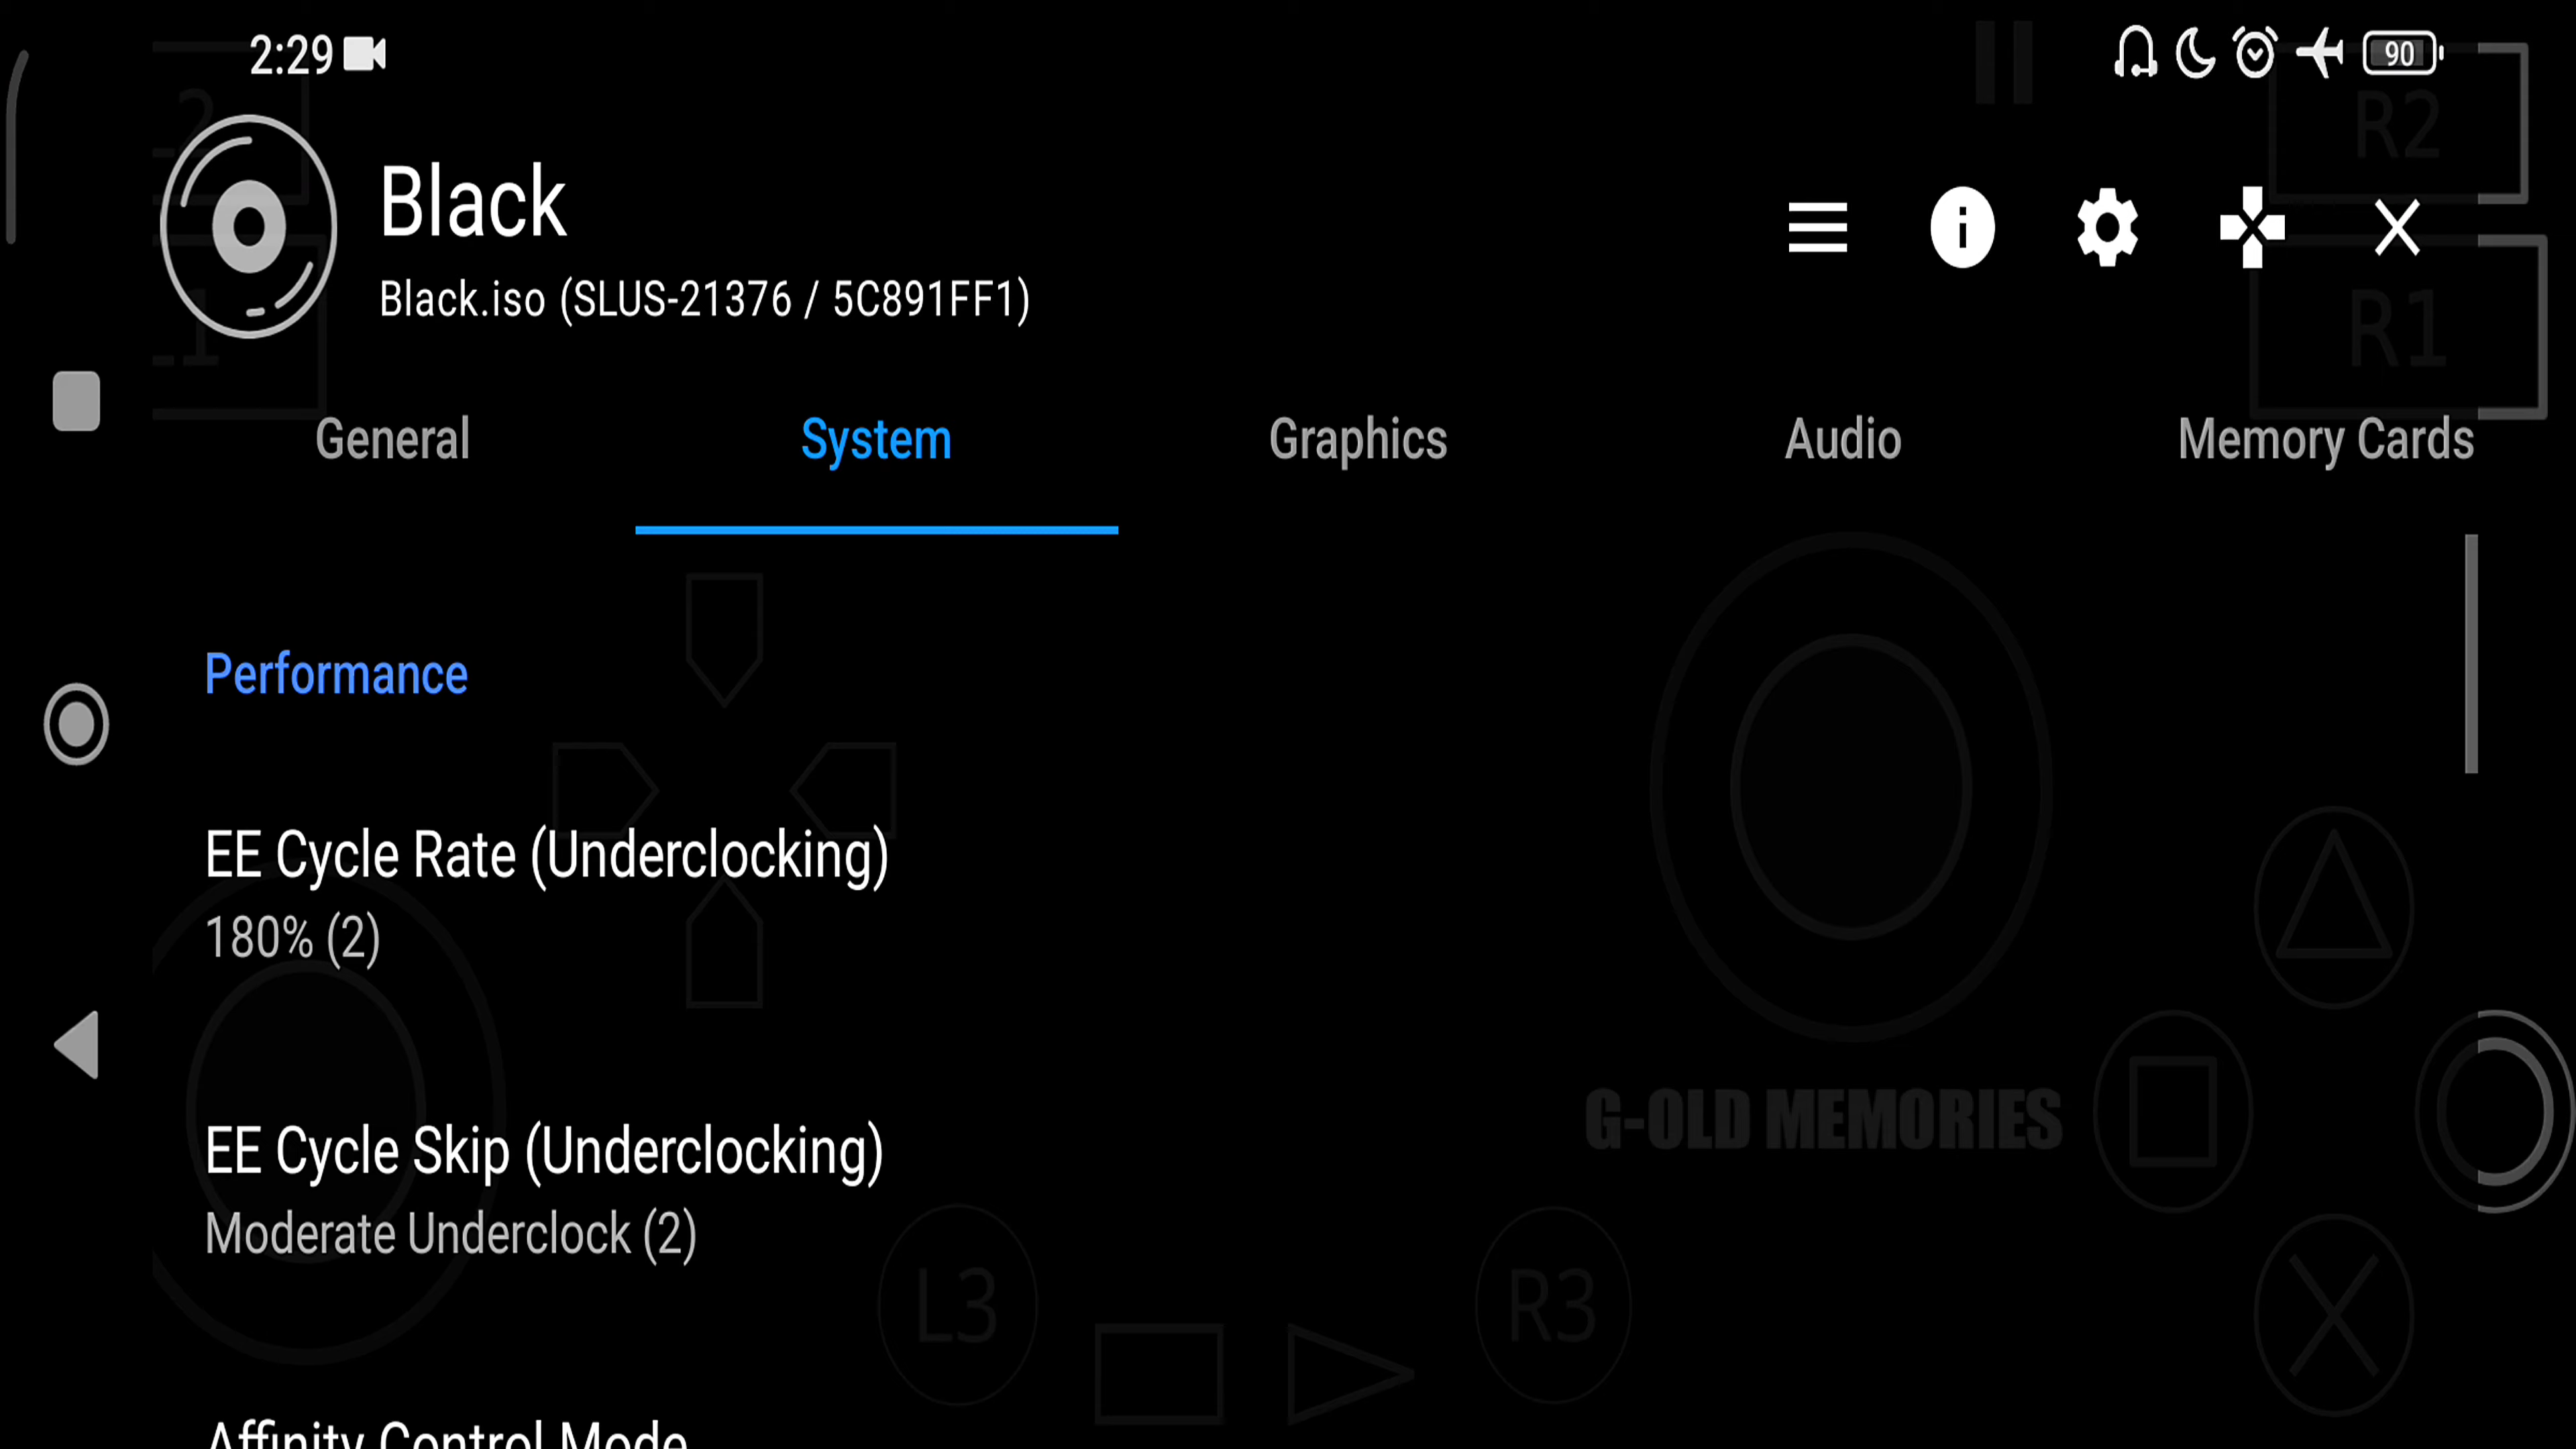 2:29
90
2
R2
Black
Black.iso (SLUS-21376 / 5C891FF1)
1
R1
General
System
Graphics
Audio
Memory Cards
Performance
EE Cycle Rate (Underclocking)
180% (2)
G-OLD MEMORIES
EE Cycle Skip (Underclocking)
Moderate Underclock (2)
L3
R3
Affinity Control Mode